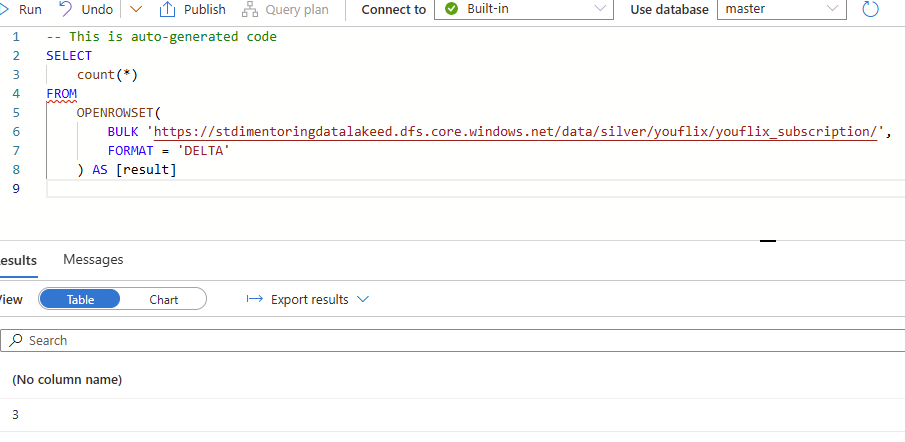 Run Undo Publish Query plan Connect to Built-in Use database master
1 -- This is auto-generated code
2 SELECT
3 count(*)
4 FROM
5 OPENROWSET(
6 BULK 'https://stdimentoringdatalakeed.dfs.core.windows.net/data/silver/youflix/youflix_subscription/',
7 FORMAT = 'DELTA'
8 ) AS [result]
9
esults Messages
iew Table Chart Export results
Search
(No column name)
3